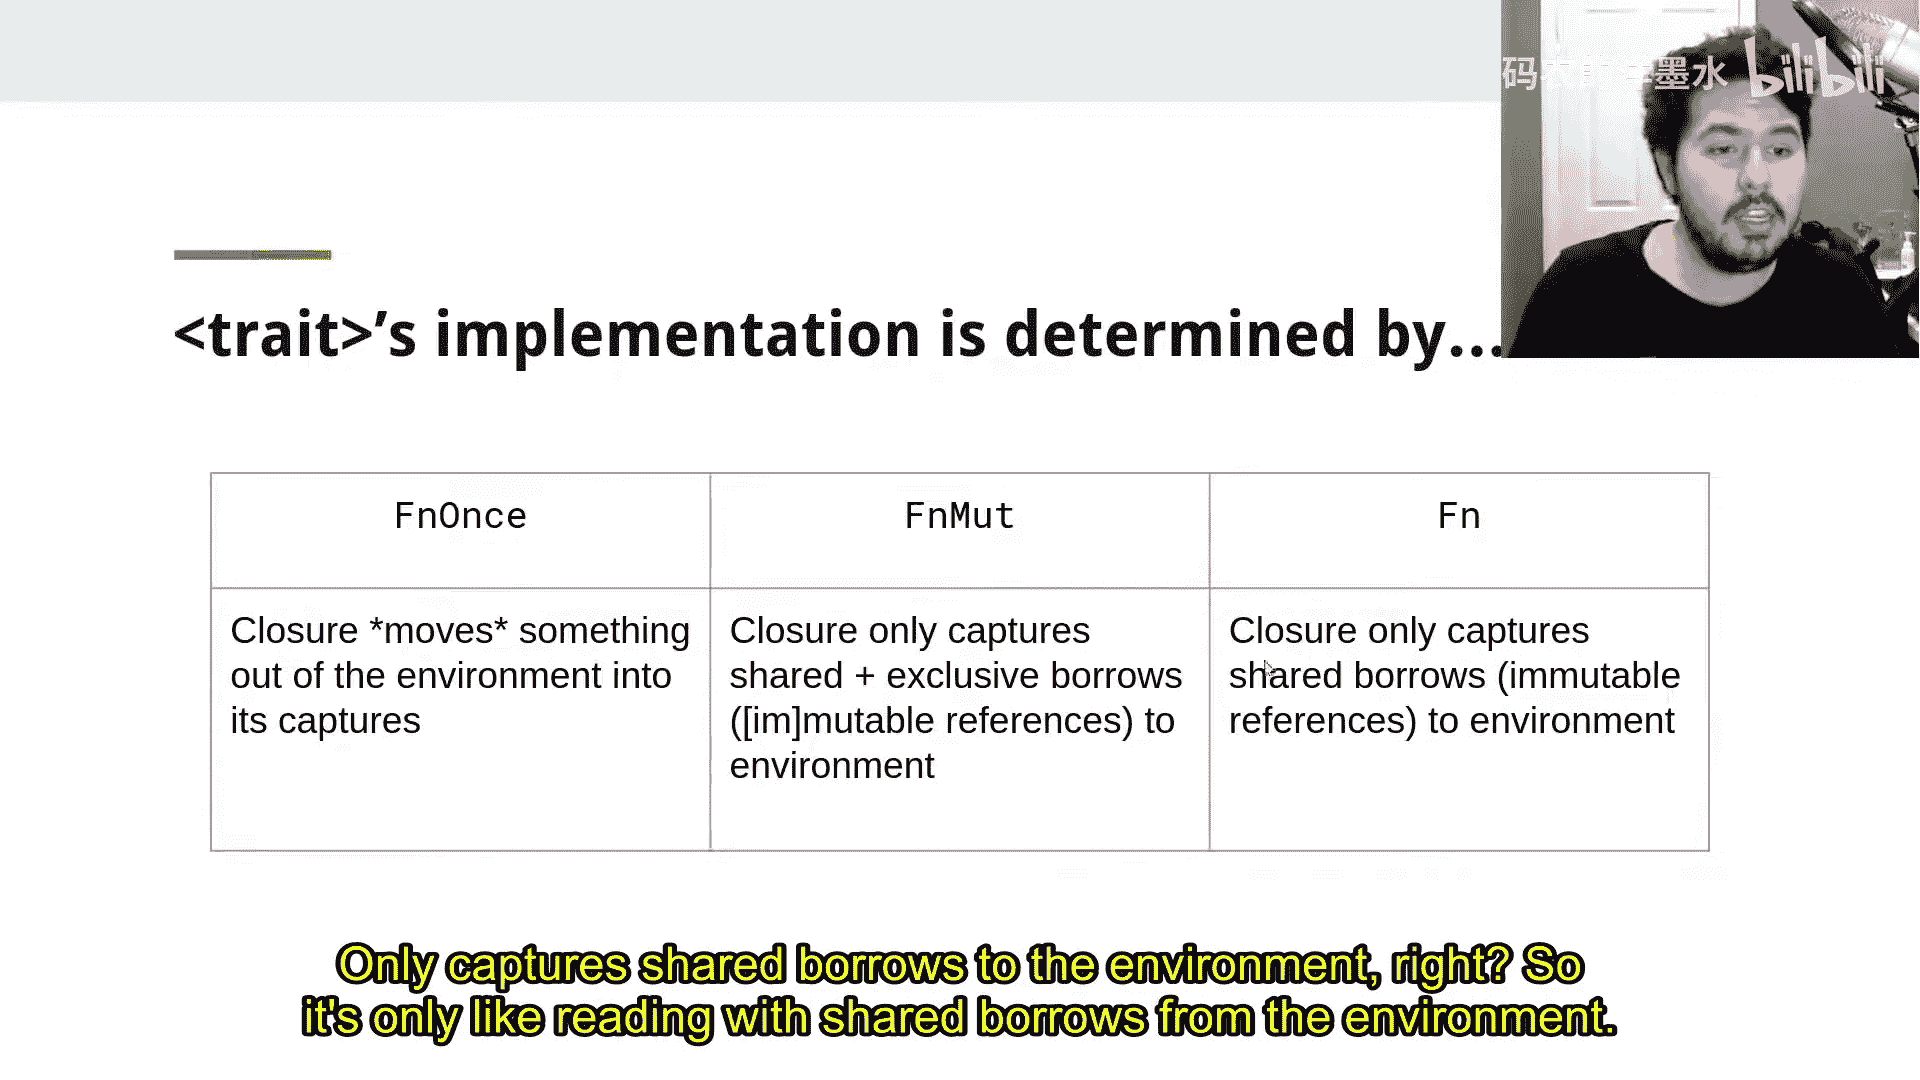 bilibili
<trait>’s implementation is determined by...
FnOnce
FnMut
Fn
Closure *moves* something
out of the environment into
its captures
Closure only captures
shared + exclusive borrows
([im]mutable references) to
environment
Closure only captures
shared borrows (immutable
references) to environment
Only captures shared borrows to the environment, right? So
it's only like reading with shared borrows from the environment.